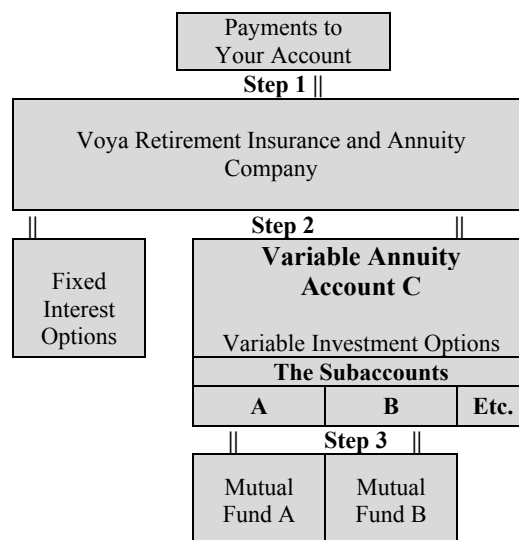 Payments to
Your Account
Step 1 ||
Voya Retirement Insurance and Annuity
Company
|| Step 2 ||
Fixed
Interest
Options
Variable Annuity
Account C
Variable Investment Options
The Subaccounts
A B Etc.
|| Step 3 ||
Mutual
Fund A
Mutual
Fund B